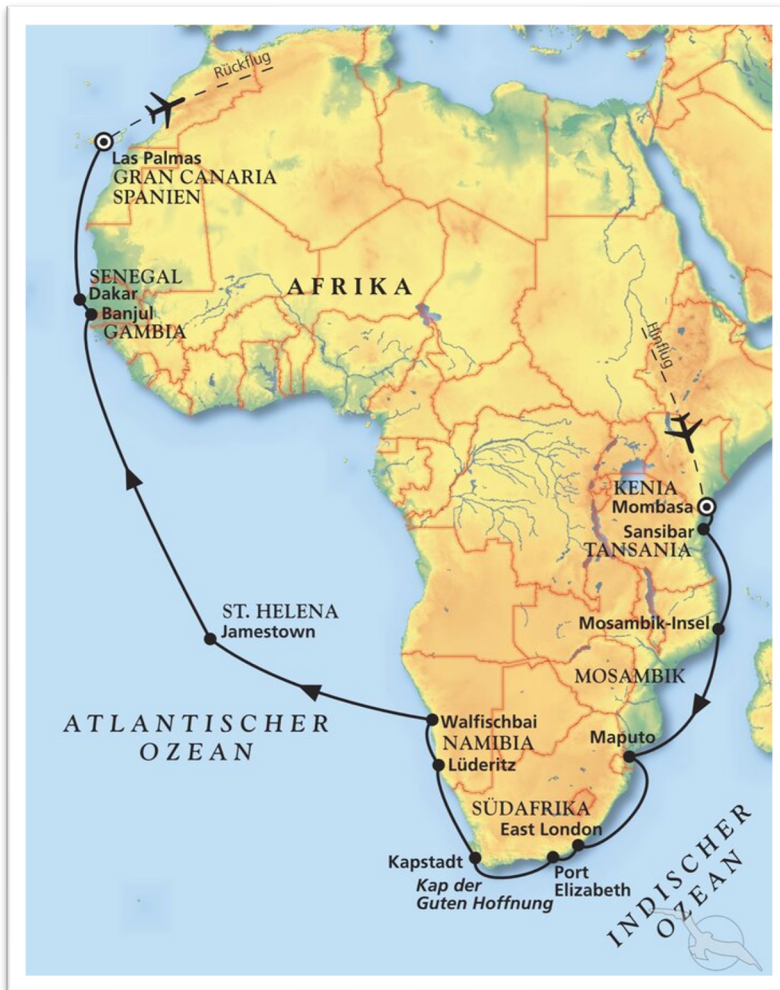 Rückflug
Las Palmas
GRAN CANARIA
SPANIEN
SENEGAL
Dakar
Banjul
GAMBIA
AFRIKA
Hinflug
KENIA
Mombasa
Sansibar
TANSANIA
ST. HELENA
Jamestown
Mosambik-Insel
MOSAMBIK
ATLANTISCHER
OZEAN
Walfischbai
NAMIBIA
Lüderitz
Maputo
SÜDAFRIKA
East London
Kapstadt
Kap der
Guten Hoffnung
Port
Elizabeth
INDISCHER
OZEAN